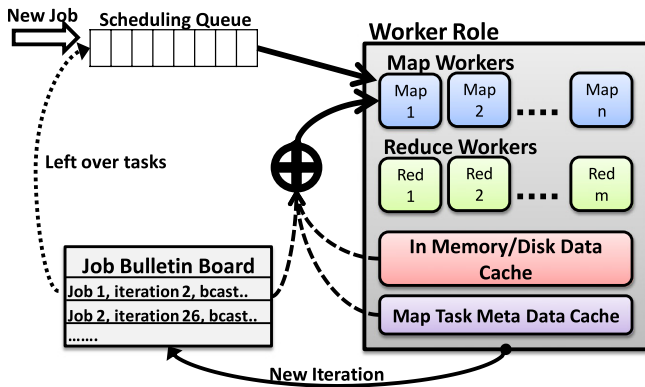 New Job
Scheduling Queue
Worker Role
Map Workers
Map 1
Map 2
....
Map n
Reduce Workers
Red 1
Red 2
....
Red m
Left over tasks
In Memory/Disk Data
Cache
Map Task Meta Data Cache
Job Bulletin Board
Job 1, iteration 2, bcast..
Job 2, iteration 26, bcast..
.......
New Iteration